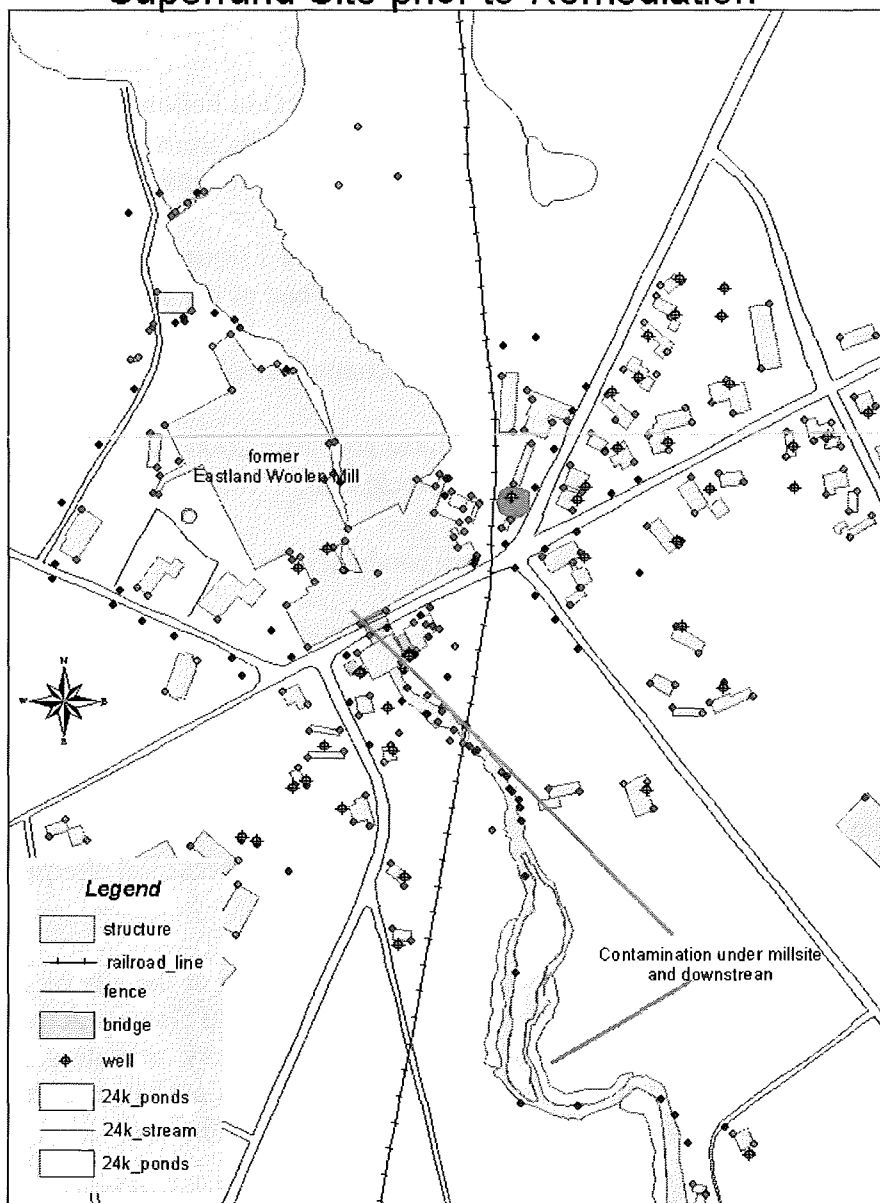 Superfund Site prior to Remediation
former
Eastland Woolen Mill
N
W
E
S
Contamination under millsite
and downstrean
Legend
structure
railroad_line
fence
bridge
well
24k_ponds
24k_stream
24k_ponds